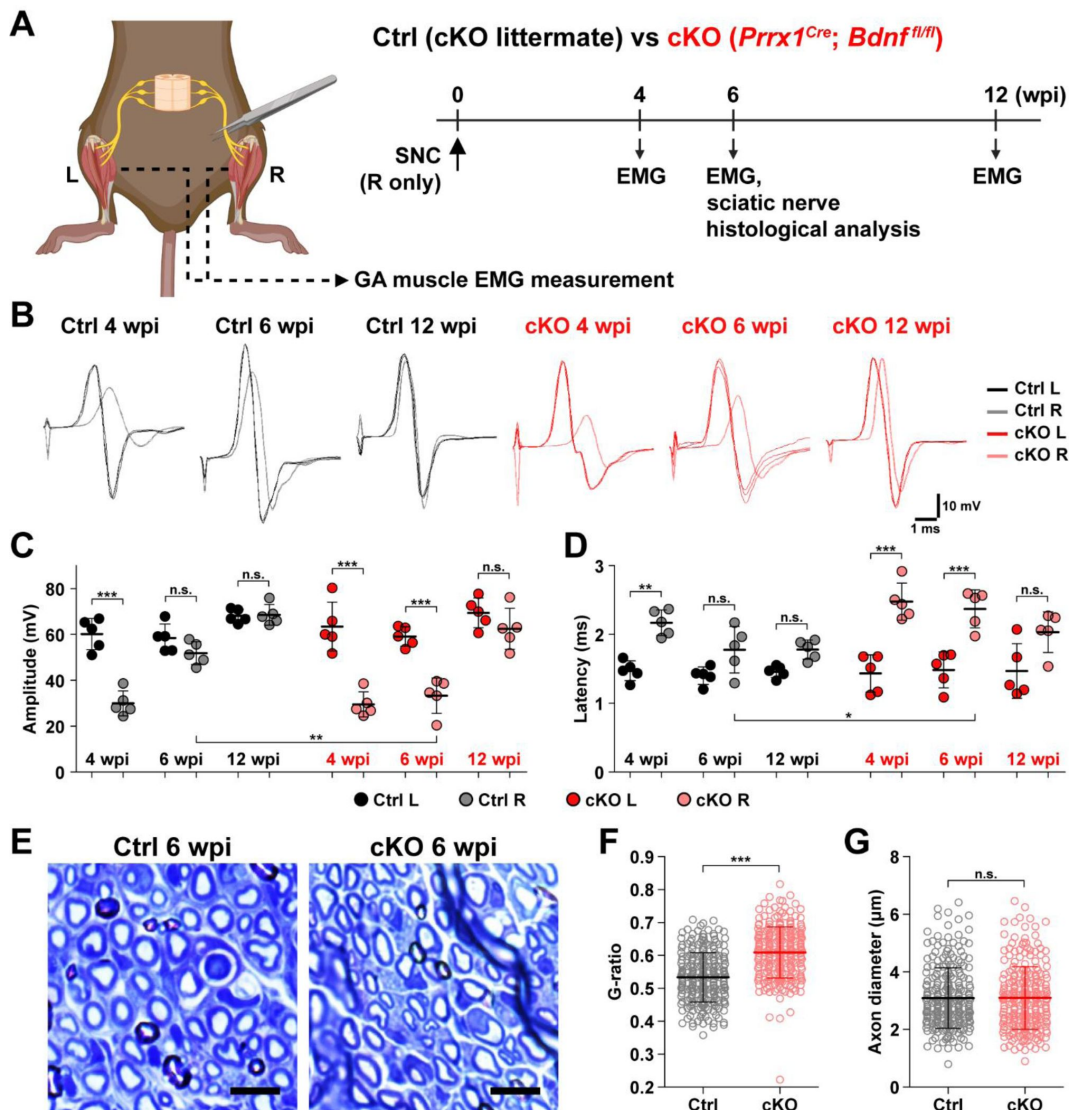 A
Ctrl (cKO littermate) vs cKO (Prrx1Cre; Bdnf fl/fl)
0 4 6 12 (wpi)
L R
SNC EMG EMG, EMG
(R only) sciatic nerve
histological analysis
GA muscle EMG measurement
B
Ctrl 4 wpi Ctrl 6 wpi Ctrl 12 wpi cKO 4 wpi cKO 6 wpi cKO 12 wpi
Ctrl L
Ctrl R
cKO L
cKO R
10 mV
1 ms
C
Amplitude (mV)
80
60
40
20
0
*** n.s. n.s. *** *** n.s.
**
4 wpi 6 wpi 12 wpi 4 wpi 6 wpi 12 wpi
D
Latency (ms)
3
2
1
0
** n.s. n.s. *** *** n.s.
*
4 wpi 6 wpi 12 wpi 4 wpi 6 wpi 12 wpi
Ctrl L Ctrl R cKO L cKO R
E
Ctrl 6 wpi cKO 6 wpi
F
G-ratio
0.9
0.8
0.7
0.6
0.5
0.4
0.3
0.2
***
Ctrl cKO
G
Axon diameter (μm)
8
6
4
2
0
n.s.
Ctrl cKO